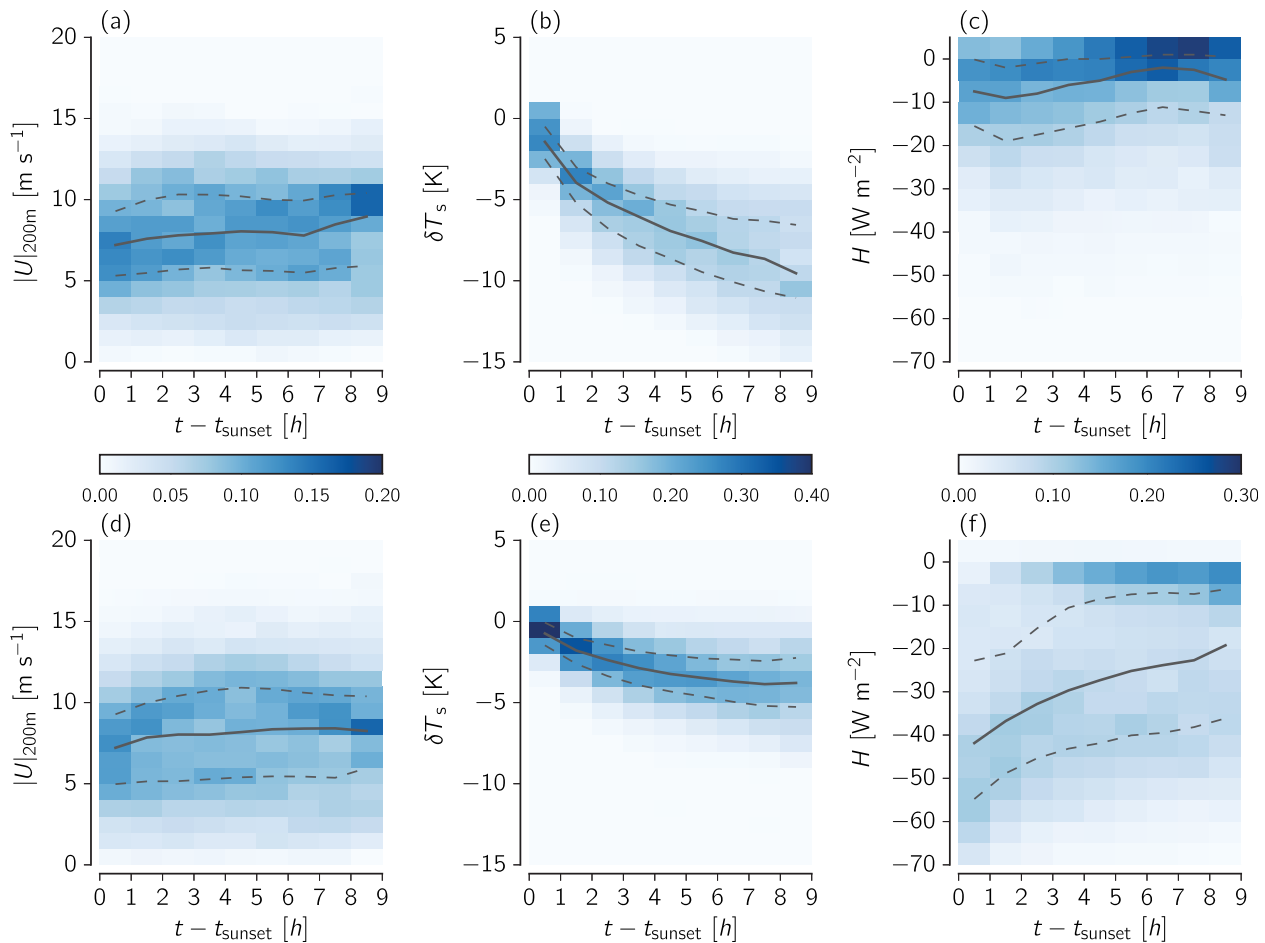 (a)
(b)
(c)
20
15
10
5
0
|U|200m [m s−1]
0 1 2 3 4 5 6 7 8 9
t − tsunset [h]
5
0
−5
−10
−15
δTs [K]
0 1 2 3 4 5 6 7 8 9
t − tsunset [h]
0
−10
−20
−30
−40
−50
−60
−70
H [W m−2]
0 1 2 3 4 5 6 7 8 9
t − tsunset [h]
0.00 0.05 0.10 0.15 0.20
0.00 0.10 0.20 0.30 0.40
0.00 0.10 0.20 0.30
(d)
(e)
(f)
20
15
10
5
0
|U|200m [m s−1]
0 1 2 3 4 5 6 7 8 9
t − tsunset [h]
5
0
−5
−10
−15
δTs [K]
0 1 2 3 4 5 6 7 8 9
t − tsunset [h]
0
−10
−20
−30
−40
−50
−60
−70
H [W m−2]
0 1 2 3 4 5 6 7 8 9
t − tsunset [h]